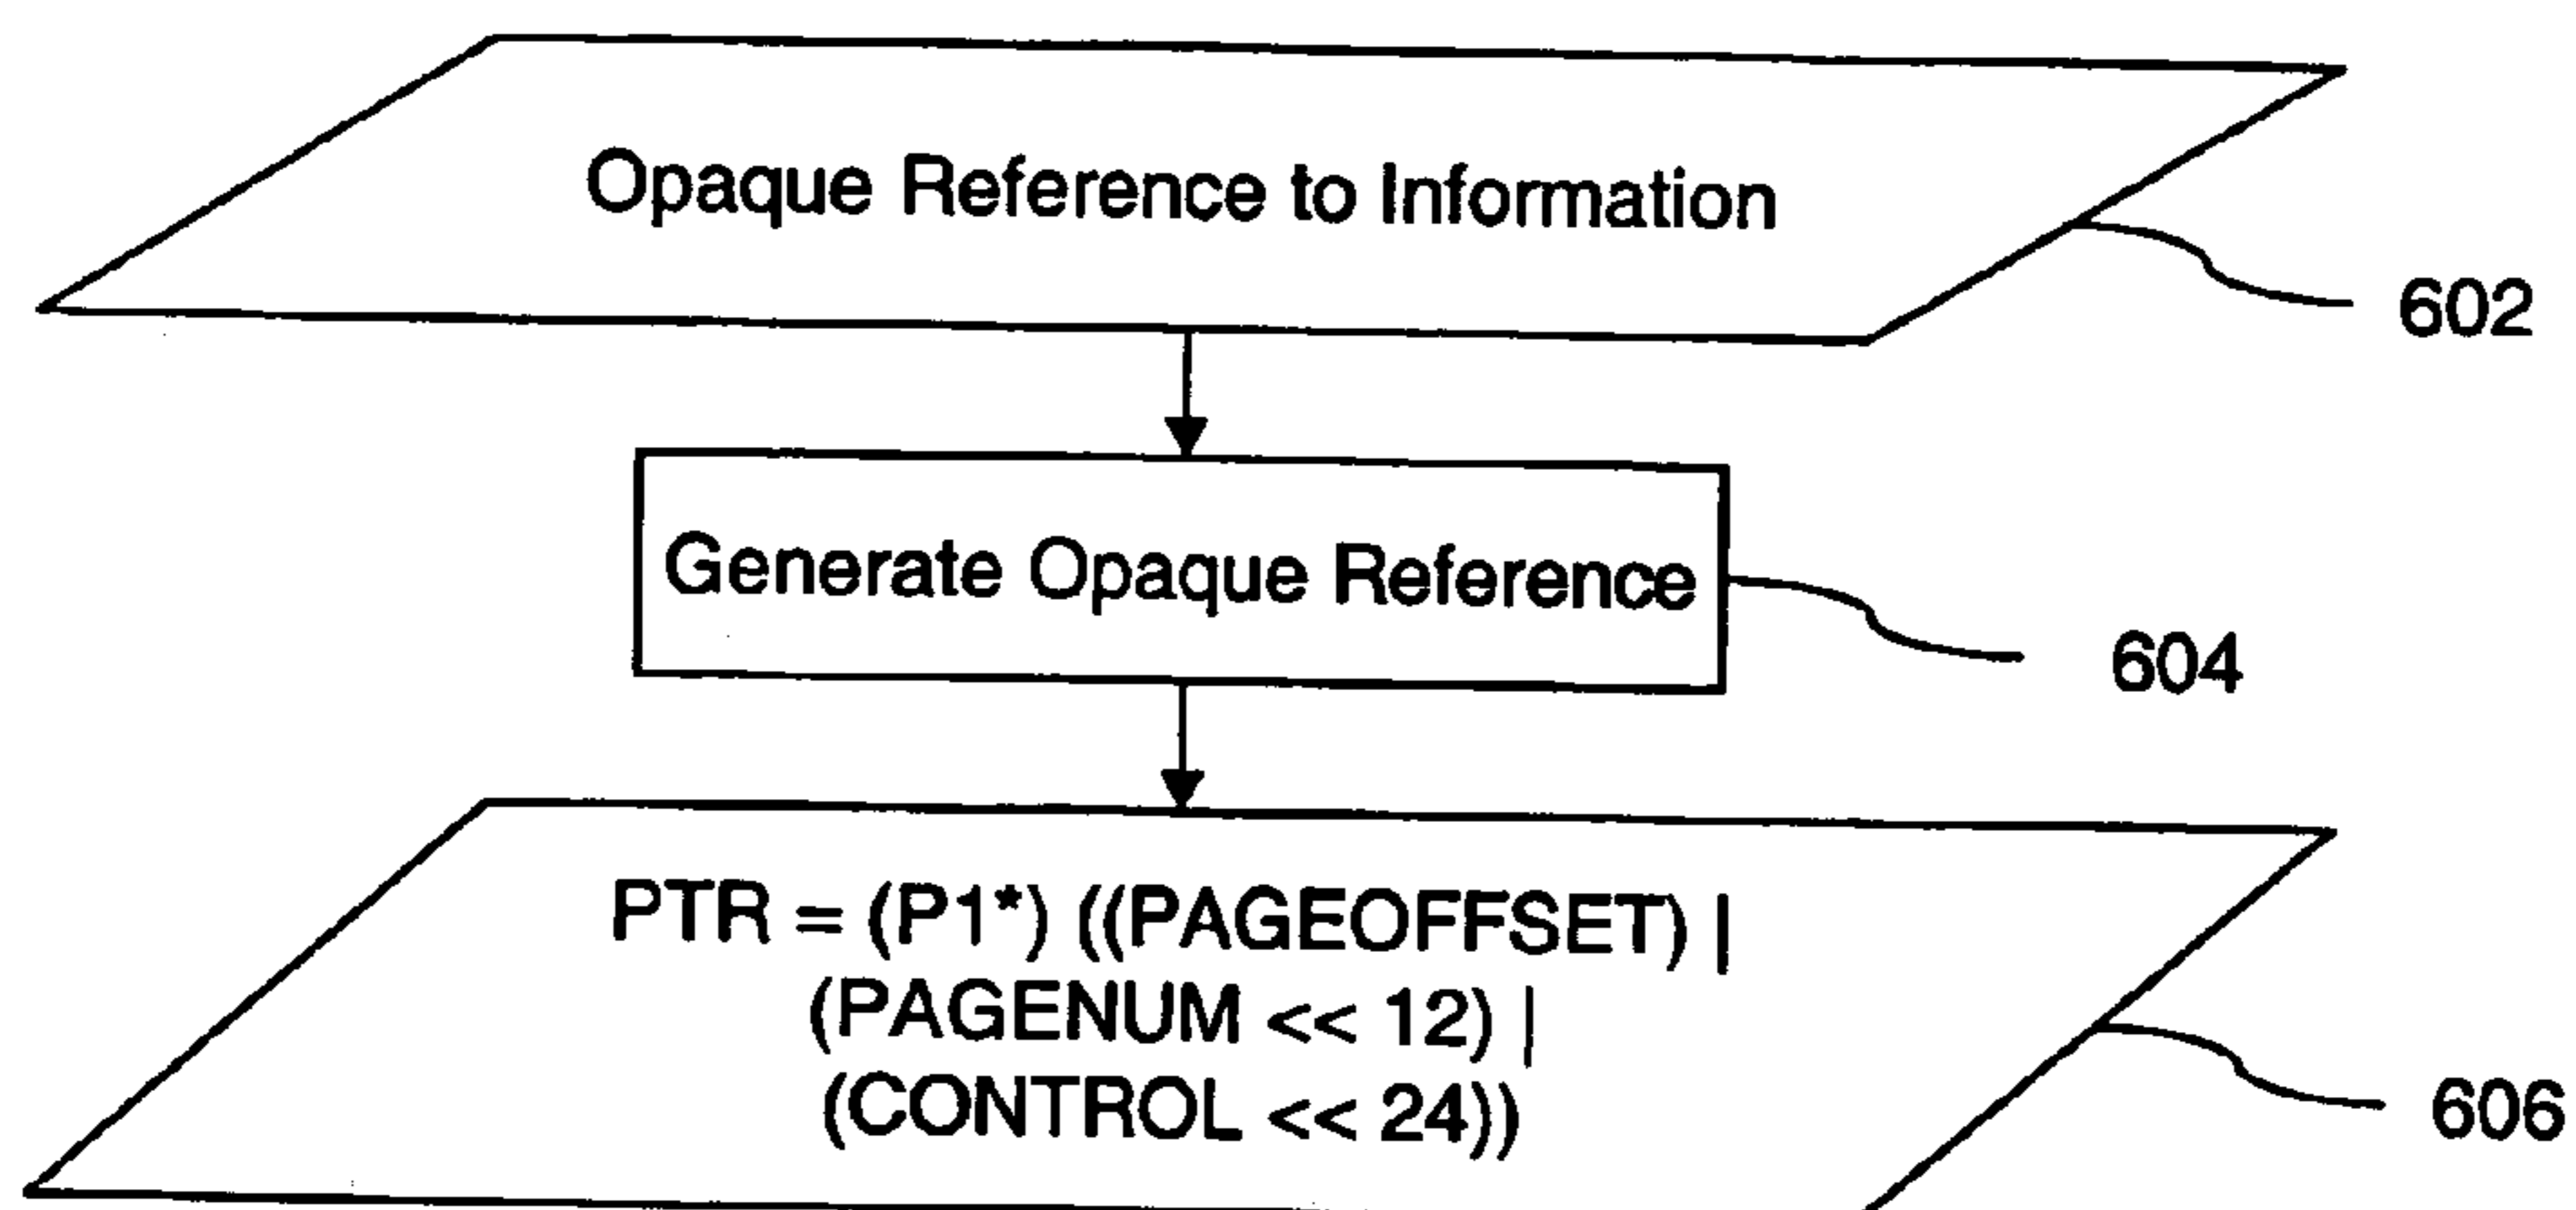 Opaque Reference to Information
602
Generate Opaque Reference
604
PTR = (P1*) ((PAGEOFFSET) |
(PAGENUM << 12) |
(CONTROL << 24))
606